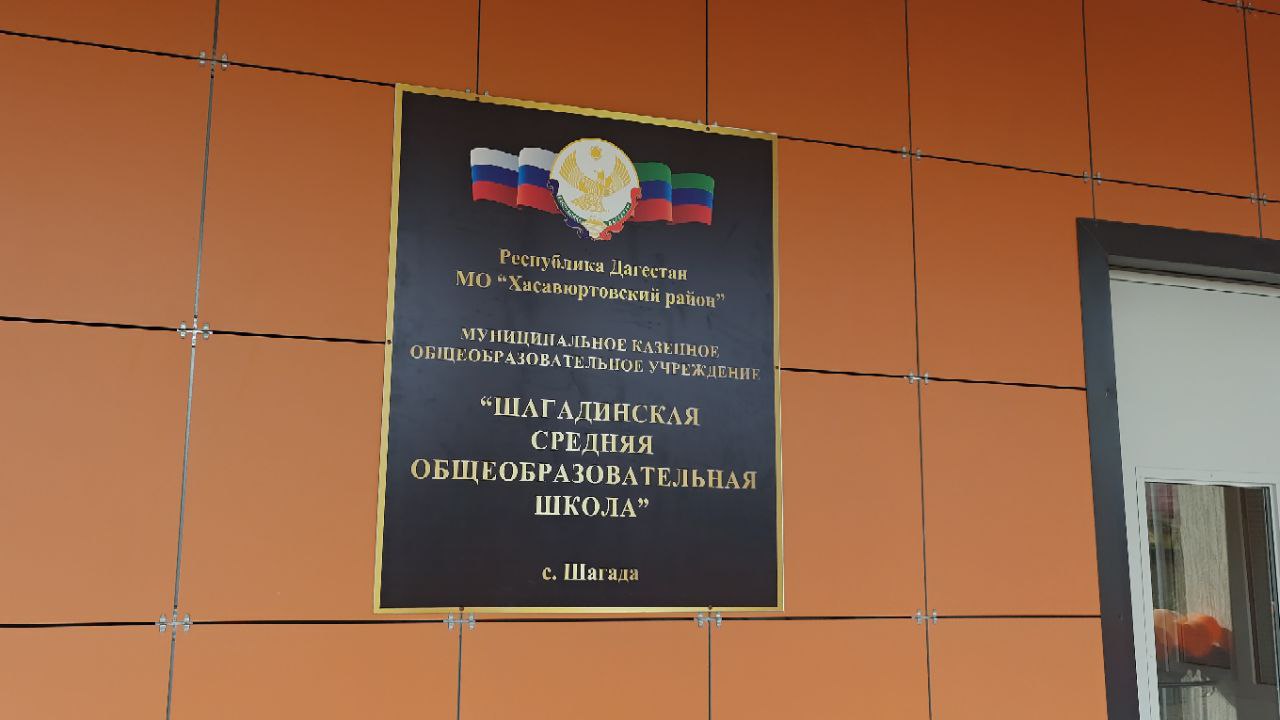 Республика Дагестан
МО “Хасавюртовский район”
МУНИЦИПАЛЬНОЕ КАЗЕННОЕ
ОБЩЕОБРАЗОВАТЕЛЬНОЕ УЧРЕЖДЕНИЕ
“ШАГАДИНСКАЯ
СРЕДНЯЯ
ОБЩЕОБРАЗОВАТЕЛЬНАЯ
ШКОЛА”
с. Шагада